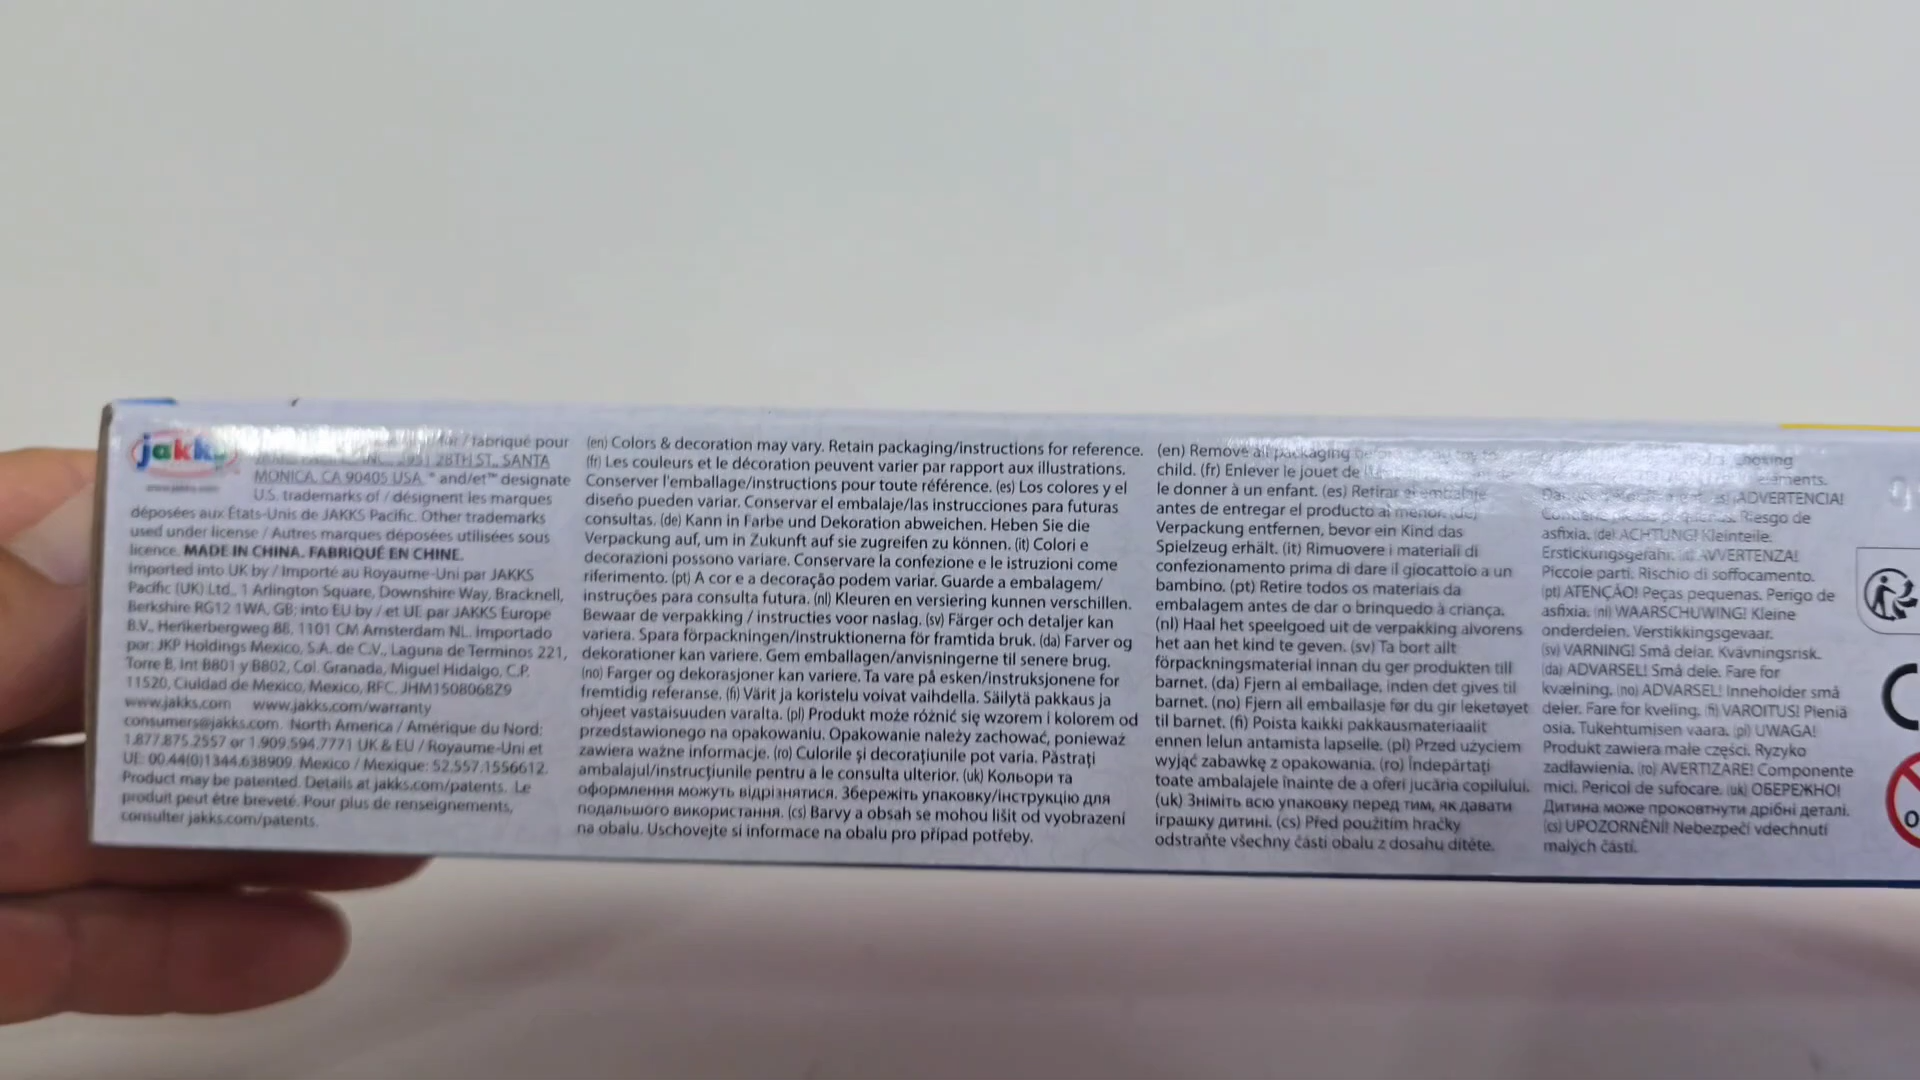 jakks
fabriqué pour
28TH ST., SANTA
MONICA, CA 90405 USA. ® and/et™ designate
U.S. trademarks of / désignent les marques
déposées aux États-Unis de JAKKS Pacific. Other trademarks
used under license / Autres marques déposées utilisées sous
licence. MADE IN CHINA. FABRIQUÉ EN CHINE.
Imported into UK by / Importé au Royaume-Uni par JAKKS
Pacific (UK) Ltd., 1 Arlington Square, Downshire Way, Bracknell,
Berkshire RG12 1WA, GB; into EU by / et UE par JAKKS Europe
B.V., Herikerbergweg 88, 1101 CM Amsterdam NL. Importado
por: JKP Holdings Mexico, S.A. de C.V., Laguna de Terminos 221,
Torre B, Int B801 y B802, Col. Granada, Miguel Hidalgo, C.P.
11520, Ciuldad de Mexico, Mexico, RFC. JHM1508068Z9
www.jakks.com www.jakks.com/warranty
consumers@jakks.com. North America / Amérique du Nord:
1.877.875.2557 or 1.909.594.7771 UK & EU / Royaume-Uni et
UE: 00.44(0)1344.638909. Mexico / Mexique: 52.557.1556612.
Product may be patented. Details at jakks.com/patents. Le
produit peut être breveté. Pour plus de renseignements,
consulter jakks.com/patents.
(en) Colors & decoration may vary. Retain packaging/instructions for reference.
(fr) Les couleurs et le décoration peuvent varier par rapport aux illustrations.
Conserver l'emballage/instructions pour toute référence. (es) Los colores y el
diseño pueden variar. Conservar el embalaje/las instrucciones para futuras
consultas. (de) Kann in Farbe und Dekoration abweichen. Heben Sie die
Verpackung auf, um in Zukunft auf sie zugreifen zu können. (it) Colori e
decorazioni possono variare. Conservare la confezione e le istruzioni come
riferimento. (pt) A cor e a decoração podem variar. Guarde a embalagem/
instruções para consulta futura. (nl) Kleuren en versiering kunnen verschillen.
Bewaar de verpakking / instructies voor naslag. (sv) Färger och detaljer kan
variera. Spara förpackningen/instruktionerna för framtida bruk. (da) Farver og
dekorationer kan variere. Gem emballagen/anvisningerne til senere brug.
(no) Farger og dekorasjoner kan variere. Ta vare på esken/instruksjonene for
fremtidig referanse. (fi) Värit ja koristelu voivat vaihdella. Säilytä pakkaus ja
ohjeet vastaisuuden varalta. (pl) Produkt może różnić się wzorem i kolorem od
przedstawionego na opakowaniu. Opakowanie należy zachować, ponieważ
zawiera ważne informacje. (ro) Culorile și decorațiunile pot varia. Păstrați
ambalajul/instrucțiunile pentru a le consulta ulterior. (uk) Кольори та
оформлення можуть відрізнятися. Збережіть упаковку/інструкцію для
подальшого використання. (cs) Barvy a obsah se mohou lišit od vyobrazení
na obalu. Uschovejte si informace na obalu pro případ potřeby.
(en) Remove all packaging
child. (fr) Enlever le jouet de
le donner à un enfant. (es) Retirar el embalaje
antes de entregar el producto al menor. (de)
Verpackung entfernen, bevor ein Kind das
Spielzeug erhält. (it) Rimuovere i materiali di
confezionamento prima di dare il giocattolo a un
bambino. (pt) Retire todos os materiais da
embalagem antes de dar o brinquedo à criança.
(nl) Haal het speelgoed uit de verpakking alvorens
het aan het kind te geven. (sv) Ta bort allt
förpackningsmaterial innan du ger produkten till
barnet. (da) Fjern al emballage, inden det gives til
barnet. (no) Fjern all emballasje før du gir leketøyet
til barnet. (fi) Poista kaikki pakkausmateriaalit
ennen lelun antamista lapselle. (pl) Przed użyciem
wyjąć zabawkę z opakowania. (ro) Îndepărtați
toate ambalajele înainte de a oferi jucăria copilului.
(uk) Зніміть всю упаковку перед тим, як давати
іграшку дитині. (cs) Před použitím hračky
odstraňte všechny části obalu z dosahu dítěte.
ADVERTENCIA!
Riesgo de
asfixia. (de) ACHTUNG! Kleinteile.
Erstickungsgefahr. (it) AVVERTENZA!
Piccole parti. Rischio di soffocamento.
(pt) ATENÇÃO! Peças pequenas. Perigo de
asfixia. (nl) WAARSCHUWING! Kleine
onderdelen. Verstikkingsgevaar.
(sv) VARNING! Små delar. Kvävningsrisk.
(da) ADVARSEL! Små dele. Fare for
kvælning. (no) ADVARSEL! Inneholder små
deler. Fare for kveling. (fi) VAROITUS! Pieniä
osia. Tukehtumisen vaara. (pl) UWAGA!
Produkt zawiera małe części. Ryzyko
zadławienia. (ro) AVERTIZARE! Componente
mici. Pericol de sufocare. (uk) ОБЕРЕЖНО!
Дитина може проковтнути дрібні деталі.
(cs) UPOZORNĚNÍ! Nebezpečí vdechnutí
malých částí.